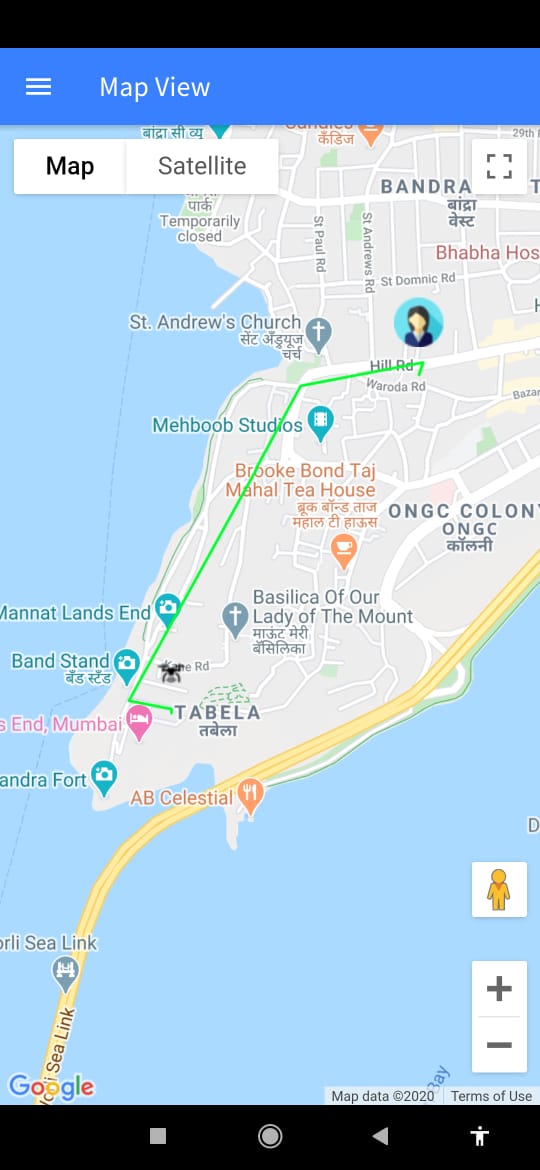 Map View
बांद्रा सी व्यू
कँडिज
29th
Map
Satellite
पार्क
Temporarily
closed
BANDRA
बांद्रा
वेस्ट
St Paul Rd
St Andrews Rd
Bhabha Hos
St Domnic Rd
St. Andrew's Church
सेंट अँड्र्यूज
चर्च
Hill Rd
Waroda Rd
Bazar
Mehboob Studios
Brooke Bond Taj
Mahal Tea House
ब्रूक बॉन्ड ताज
महाल टी हाऊस
ONGC COLONY
ONGC
कॉलनी
Mannat Lands End
Basilica Of Our
Lady of The Mount
माऊंट मेरी
बॅसिलिका
Band Stand
बँड स्टँड
ne Rd
TABELA
तबेला
s End, Mumbai
andra Fort
AB Celestial
D
orli Sea Link
i Sea Link
Bay
Google
Map data ©2020
Terms of Use